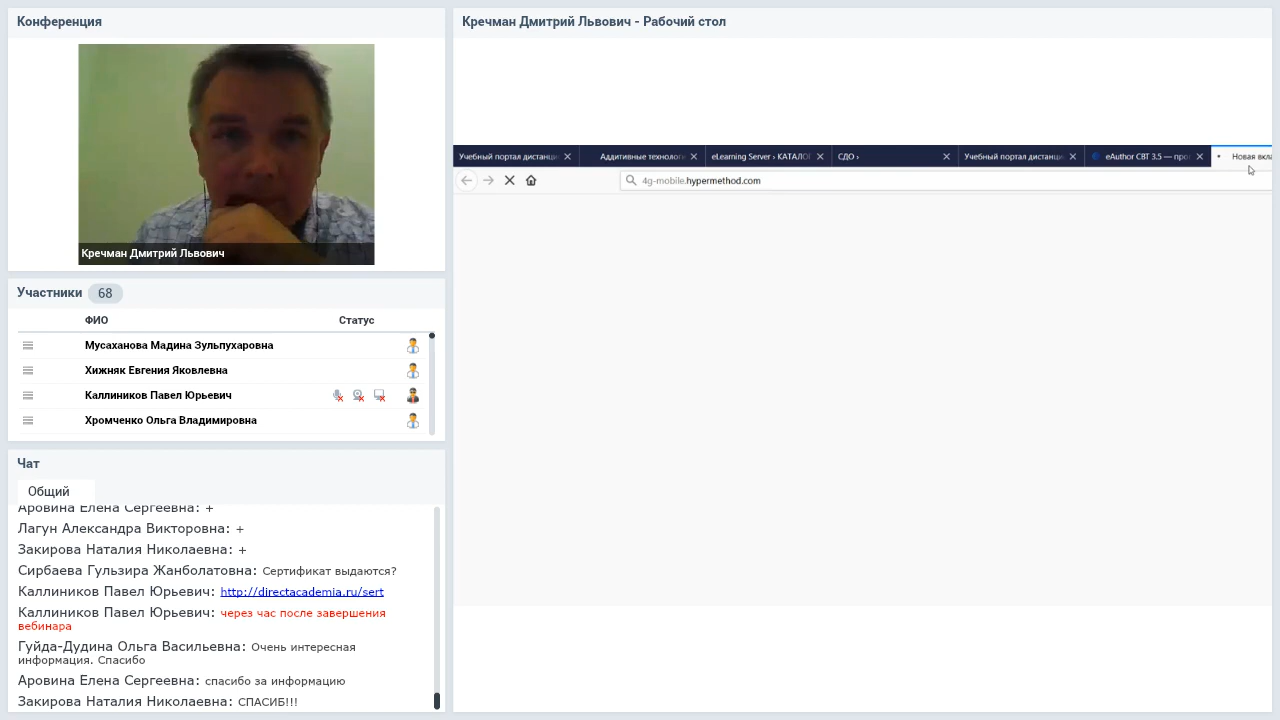 Конференция
Кречман Дмитрий Львович
Участники 68
ФИО Статус
Мусаханова Мадина Зульпухаровна
Хижняк Евгения Яковлевна
Каллиников Павел Юрьевич
Хромченко Ольга Владимировна
Чат
Общий
Аровина Елена Сергеевна: +
Лагун Александра Викторовна: +
Закирова Наталия Николаевна: +
Сирбаева Гульзира Жанболатовна: Сертификат выдаются?
Каллиников Павел Юрьевич: http://directacademia.ru/sert
Каллиников Павел Юрьевич: через час после завершения
вебинара
Гуйда-Дудина Ольга Васильевна: Очень интересная
информация. Спасибо
Аровина Елена Сергеевна: спасибо за информацию
Закирова Наталия Николаевна: СПАСИБ!!!
Кречман Дмитрий Львович - Рабочий стол
Учебный портал дистанци Аддитивные технолог eLearning Server › КАТАЛОГ СДО › Учебный портал дистанци eAuthor CBT 3.5 — про Новая вкла
4g-mobile.hypermethod.com